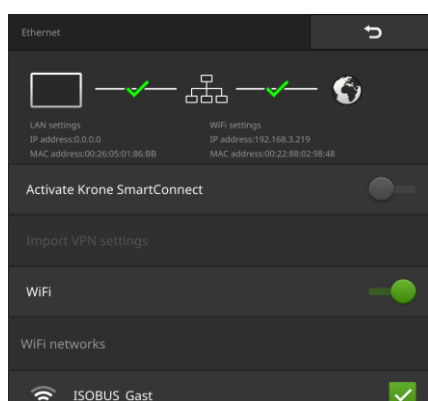 Ethernet
LAN settings
IP address:0.0.0.0
MAC address:00:26:05:01:86:BB
WiFi settings
IP address:192.168.3.219
MAC address:00:22:88:02:98:48
Activate Krone SmartConnect
Import VPN settings
WiFi
WiFi networks
ISOBUS_Gast